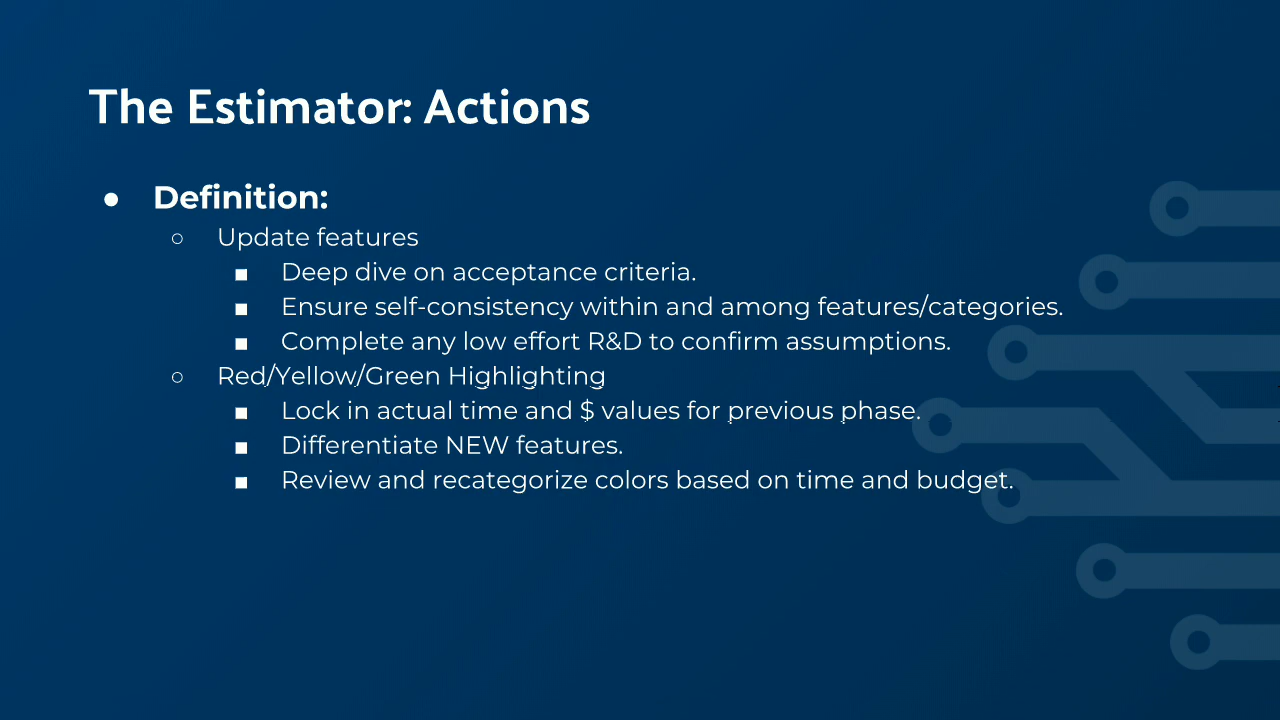 The Estimator: Actions
● Definition:
○ Update features
■ Deep dive on acceptance criteria.
■ Ensure self-consistency within and among features/categories.
■ Complete any low effort R&D to confirm assumptions.
○ Red/Yellow/Green Highlighting
■ Lock in actual time and $ values for previous phase.
■ Differentiate NEW features.
■ Review and recategorize colors based on time and budget.